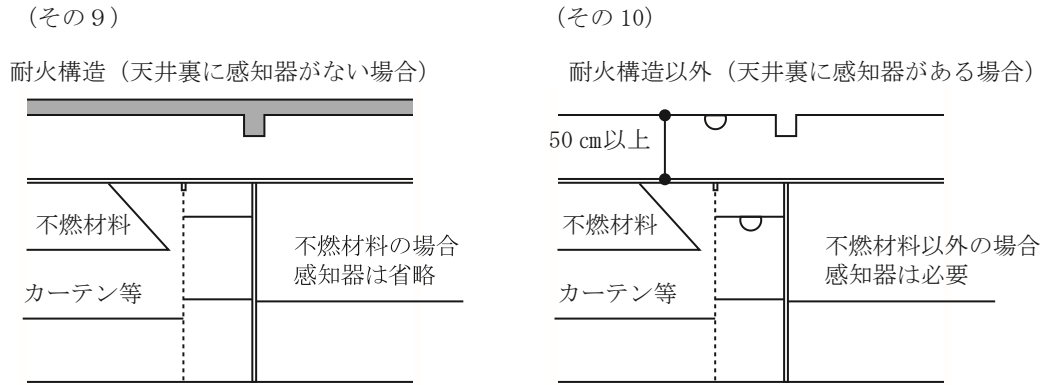 （その９）
耐火構造（天井裏に感知器がない場合）
不燃材料
カーテン等
不燃材料の場合
感知器は省略
（その 10）
耐火構造以外（天井裏に感知器がある場合）
50 ㎝以上
不燃材料
カーテン等
不燃材料以外の場合
感知器は必要